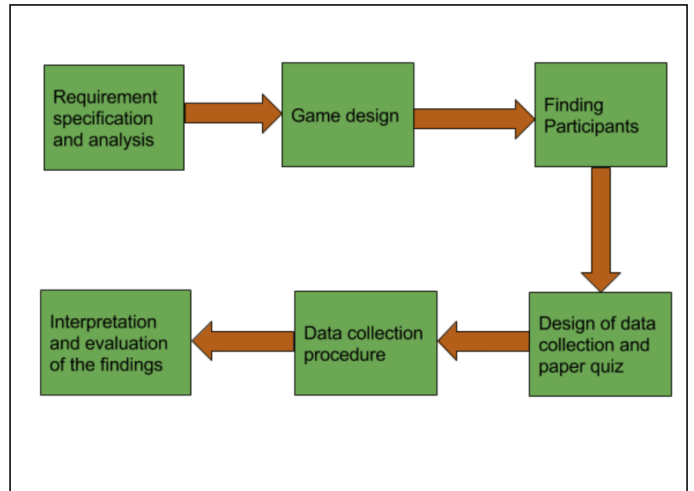 Requirement
specification
and analysis
Game design
Finding
Participants
Design of data
collection and
paper quiz
Data collection
procedure
Interpretation
and evaluation
of the findings